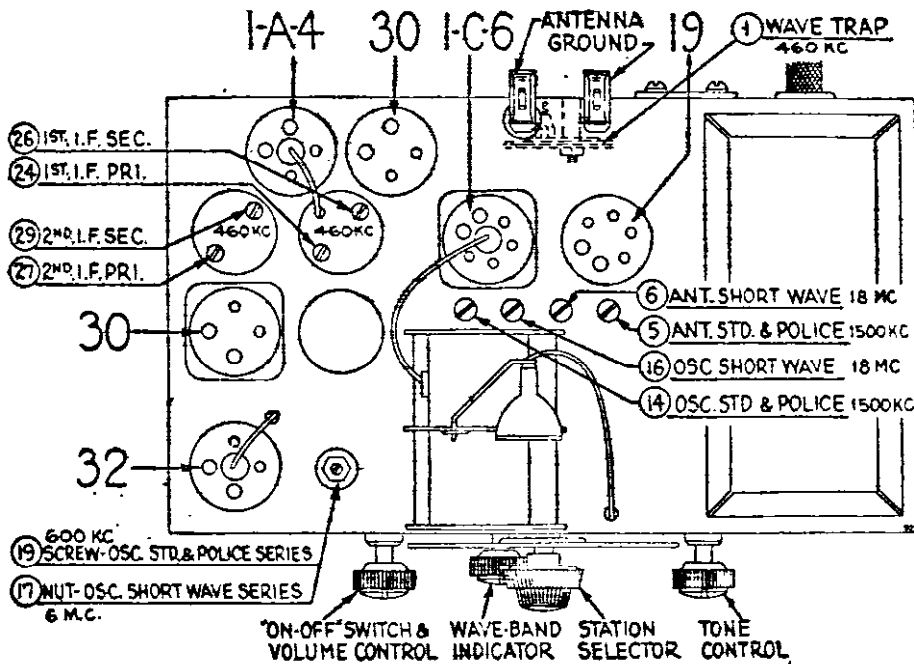 1-A-4
30
1-C-6
ANTENNA
GROUND
19
1 WAVE TRAP
460 KC
26 1ST. I.F. SEC.
24 1ST. I.F. PRI.
29 2ND. I.F. SEC.
27 2ND. I.F. PRI.
460 KC
460 KC
6 ANT. SHORT WAVE 18 MC
5 ANT. STD. & POLICE 1500 KC
16 OSC SHORT WAVE 18 MC
14 OSC. STD & POLICE 1500 KC
30
32
600 KC
19 SCREW-OSC. STD. & POLICE SERIES
17 NUT-OSC. SHORT WAVE SERIES
6 M.C.
"ON-OFF" SWITCH &
VOLUME CONTROL
WAVE-BAND
INDICATOR
STATION
SELECTOR
TONE
CONTROL